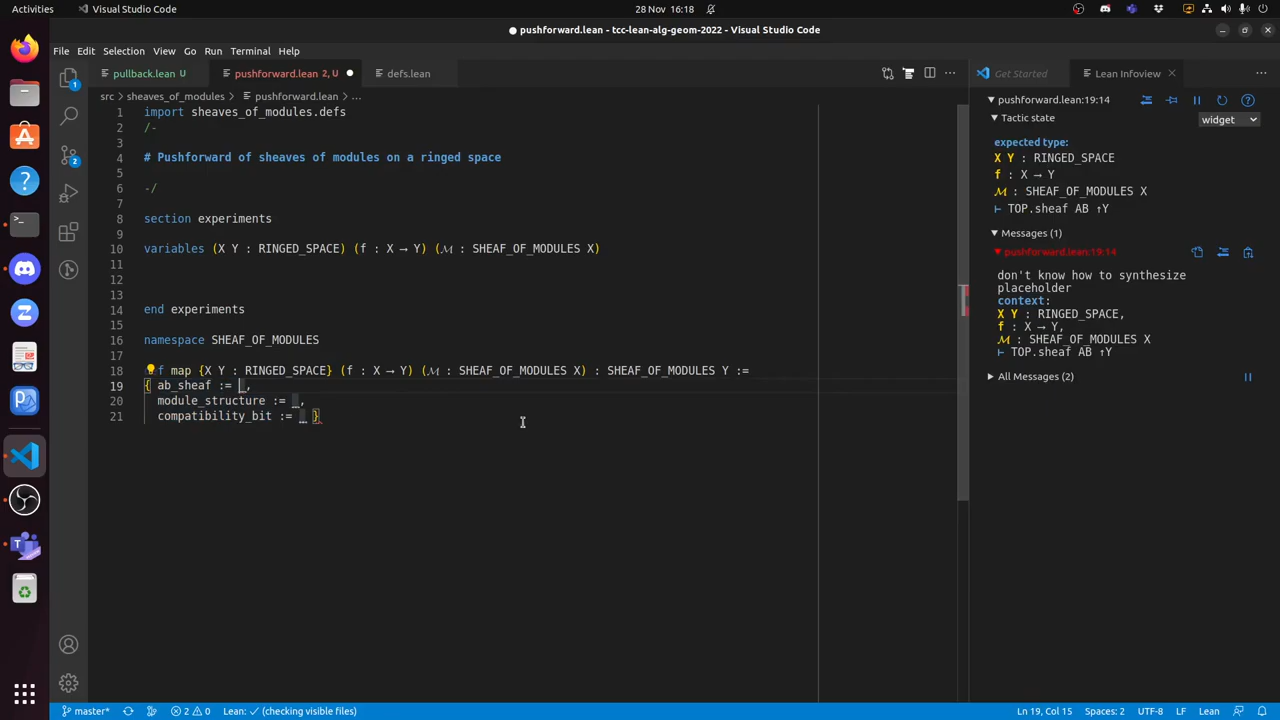 Activities
Visual Studio Code
28 Nov 16:18
pushforward.lean - tcc-lean-alg-geom-2022 - Visual Studio Code
File Edit Selection View Go Run Terminal Help
pullback.lean U
pushforward.lean 2, U
defs.lean
Get Started
Lean Infoview
src > sheaves_of_modules > pushforward.lean > ...
1 import sheaves_of_modules.defs
2 /-
3
4 # Pushforward of sheaves of modules on a ringed space
5
6 -/
7
8 section experiments
9
10 variables (X Y : RINGED_SPACE) (f : X ⟶ Y) (ℳ : SHEAF_OF_MODULES X)
11
12
13
14 end experiments
15
16 namespace SHEAF_OF_MODULES
17
18 f map {X Y : RINGED_SPACE} (f : X ⟶ Y) (ℳ : SHEAF_OF_MODULES X) : SHEAF_OF_MODULES Y :=
19 { ab_sheaf := _,
20 module_structure := _,
21 compatibility_bit := _ }
pushforward.lean:19:14
Tactic state
widget
expected type:
X Y : RINGED_SPACE
f : X ⟶ Y
ℳ : SHEAF_OF_MODULES X
⊢ TOP.sheaf AB ↑Y
Messages (1)
pushforward.lean:19:14
don't know how to synthesize
placeholder
context:
X Y : RINGED_SPACE,
f : X ⟶ Y,
ℳ : SHEAF_OF_MODULES X
⊢ TOP.sheaf AB ↑Y
All Messages (2)
1
2
master*
2 0
Lean: ✓ (checking visible files)
Ln 19, Col 15
Spaces: 2
UTF-8
LF
Lean